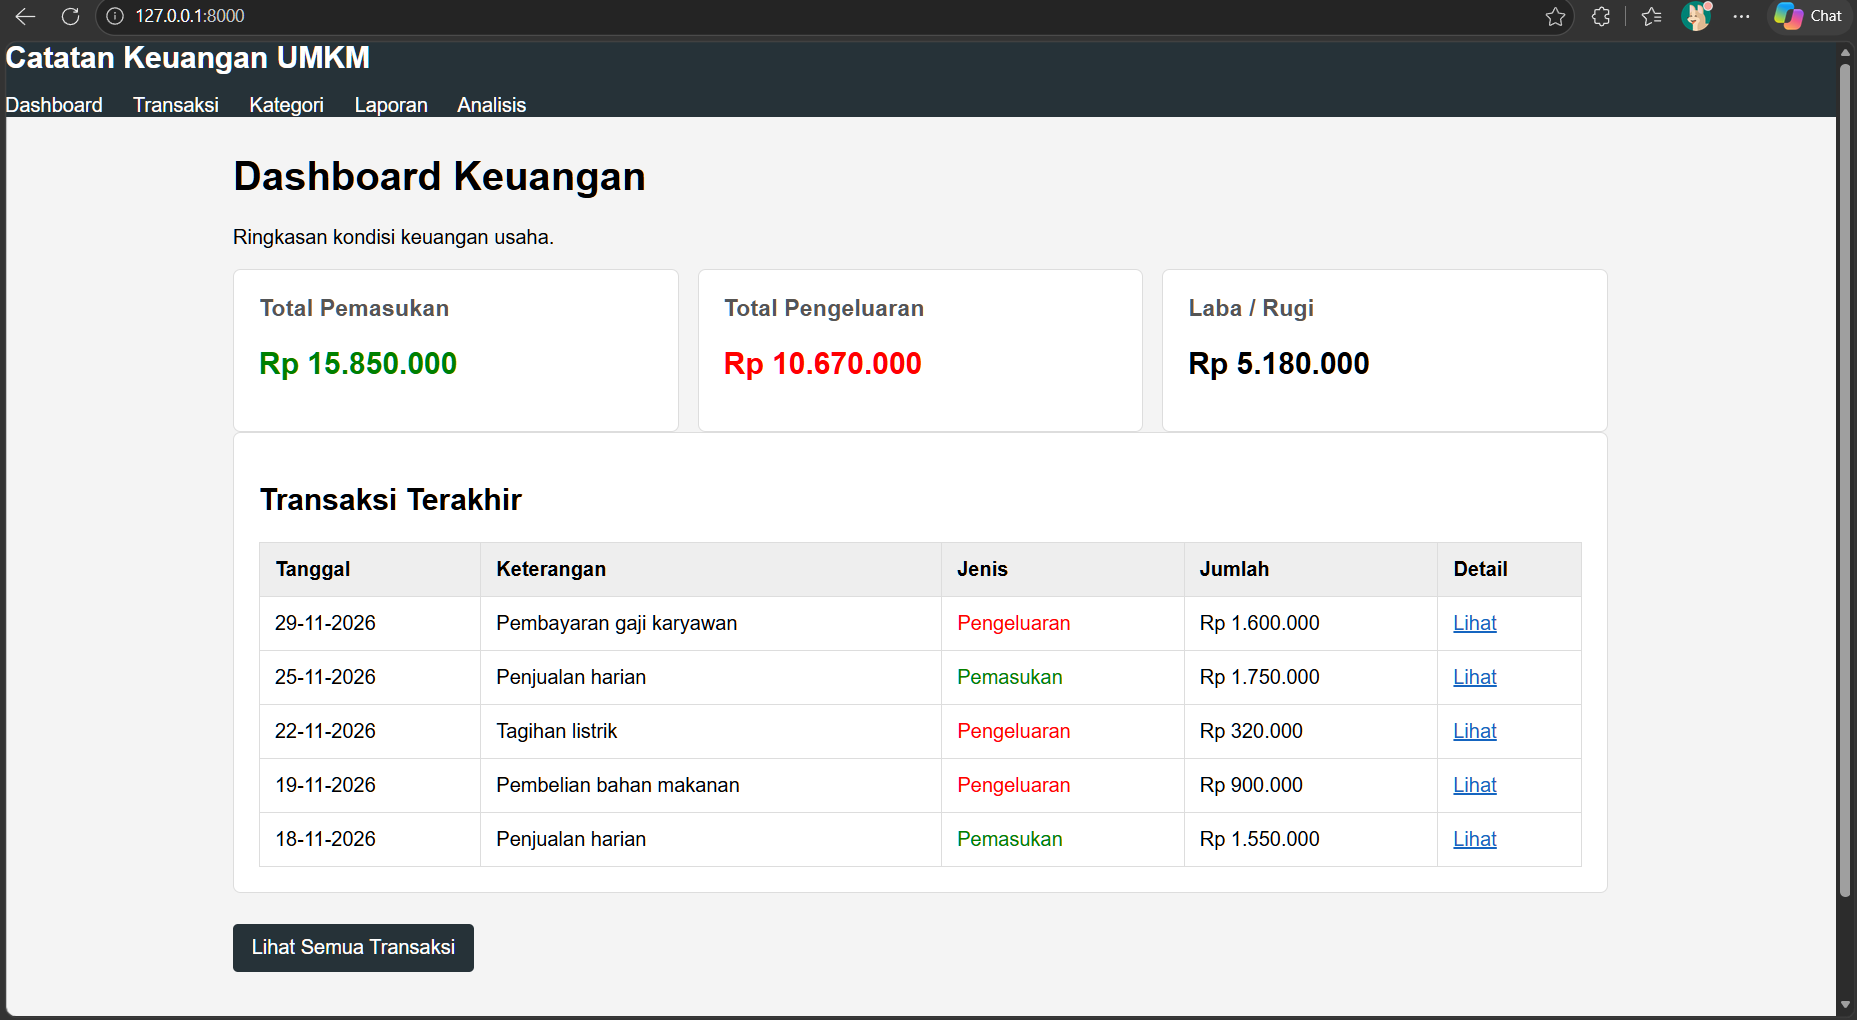 127.0.0.1:8000
Chat
Catatan Keuangan UMKM
Dashboard Transaksi Kategori Laporan Analisis
Dashboard Keuangan
Ringkasan kondisi keuangan usaha.
Total Pemasukan Total Pengeluaran Laba / Rugi
Rp 15.850.000 Rp 10.670.000 Rp 5.180.000
Transaksi Terakhir
Tanggal Keterangan Jenis Jumlah Detail
29-11-2026 Pembayaran gaji karyawan Pengeluaran Rp 1.600.000 Lihat
25-11-2026 Penjualan harian Pemasukan Rp 1.750.000 Lihat
22-11-2026 Tagihan listrik Pengeluaran Rp 320.000 Lihat
19-11-2026 Pembelian bahan makanan Pengeluaran Rp 900.000 Lihat
18-11-2026 Penjualan harian Pemasukan Rp 1.550.000 Lihat
Lihat Semua Transaksi